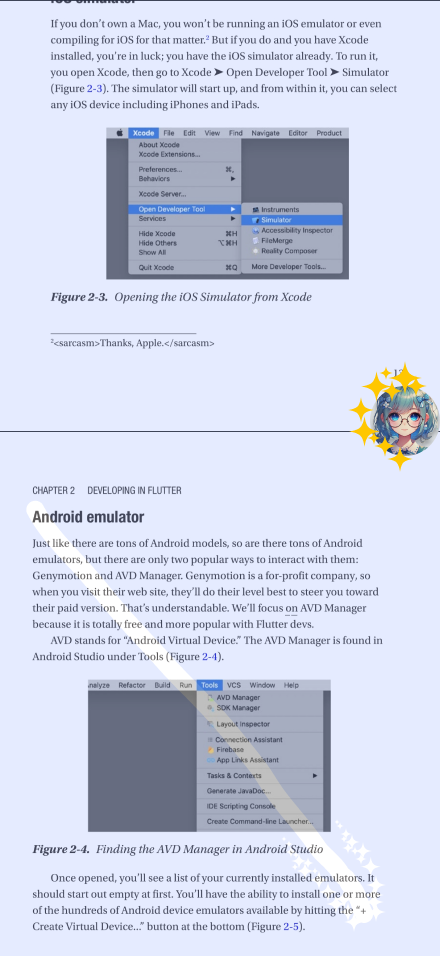 iOS simulator
If you don't own a Mac, you won't be running an iOS emulator or even
compiling for iOS for that matter.² But if you do and you have Xcode
installed, you're in luck; you have the iOS simulator already. To run it,
you open Xcode, then go to Xcode ➤ Open Developer Tool ➤ Simulator
(Figure 2-3). The simulator will start up, and from within it, you can select
any iOS device including iPhones and iPads.
Xcode File Edit View Find Navigate Editor Product
About Xcode
Xcode Extensions...
Preferences... ⌘,
Behaviors ▶
Xcode Server...
Open Developer Tool ▶
Services ▶
Hide Xcode ⌘H
Hide Others ⌥⌘H
Show All
Quit Xcode ⌘Q
Instruments
Simulator
Accessibility Inspector
FileMerge
Reality Composer
More Developer Tools...
Figure 2-3. Opening the iOS Simulator from Xcode
²<sarcasm>Thanks, Apple.</sarcasm>
CHAPTER 2 DEVELOPING IN FLUTTER
Android emulator
Just like there are tons of Android models, so are there tons of Android
emulators, but there are only two popular ways to interact with them:
Genymotion and AVD Manager. Genymotion is a for-profit company, so
when you visit their web site, they'll do their level best to steer you toward
their paid version. That's understandable. We'll focus on AVD Manager
because it is totally free and more popular with Flutter devs.
AVD stands for “Android Virtual Device.” The AVD Manager is found in
Android Studio under Tools (Figure 2-4).
Analyze Refactor Build Run Tools VCS Window Help
AVD Manager
SDK Manager
Layout Inspector
Connection Assistant
Firebase
App Links Assistant
Tasks & Contexts ▶
Generate JavaDoc...
IDE Scripting Console
Create Command-line Launcher...
Figure 2-4. Finding the AVD Manager in Android Studio
Once opened, you'll see a list of your currently installed emulators. It
should start out empty at first. You'll have the ability to install one or more
of the hundreds of Android device emulators available by hitting the “+
Create Virtual Device...” button at the bottom (Figure 2-5).